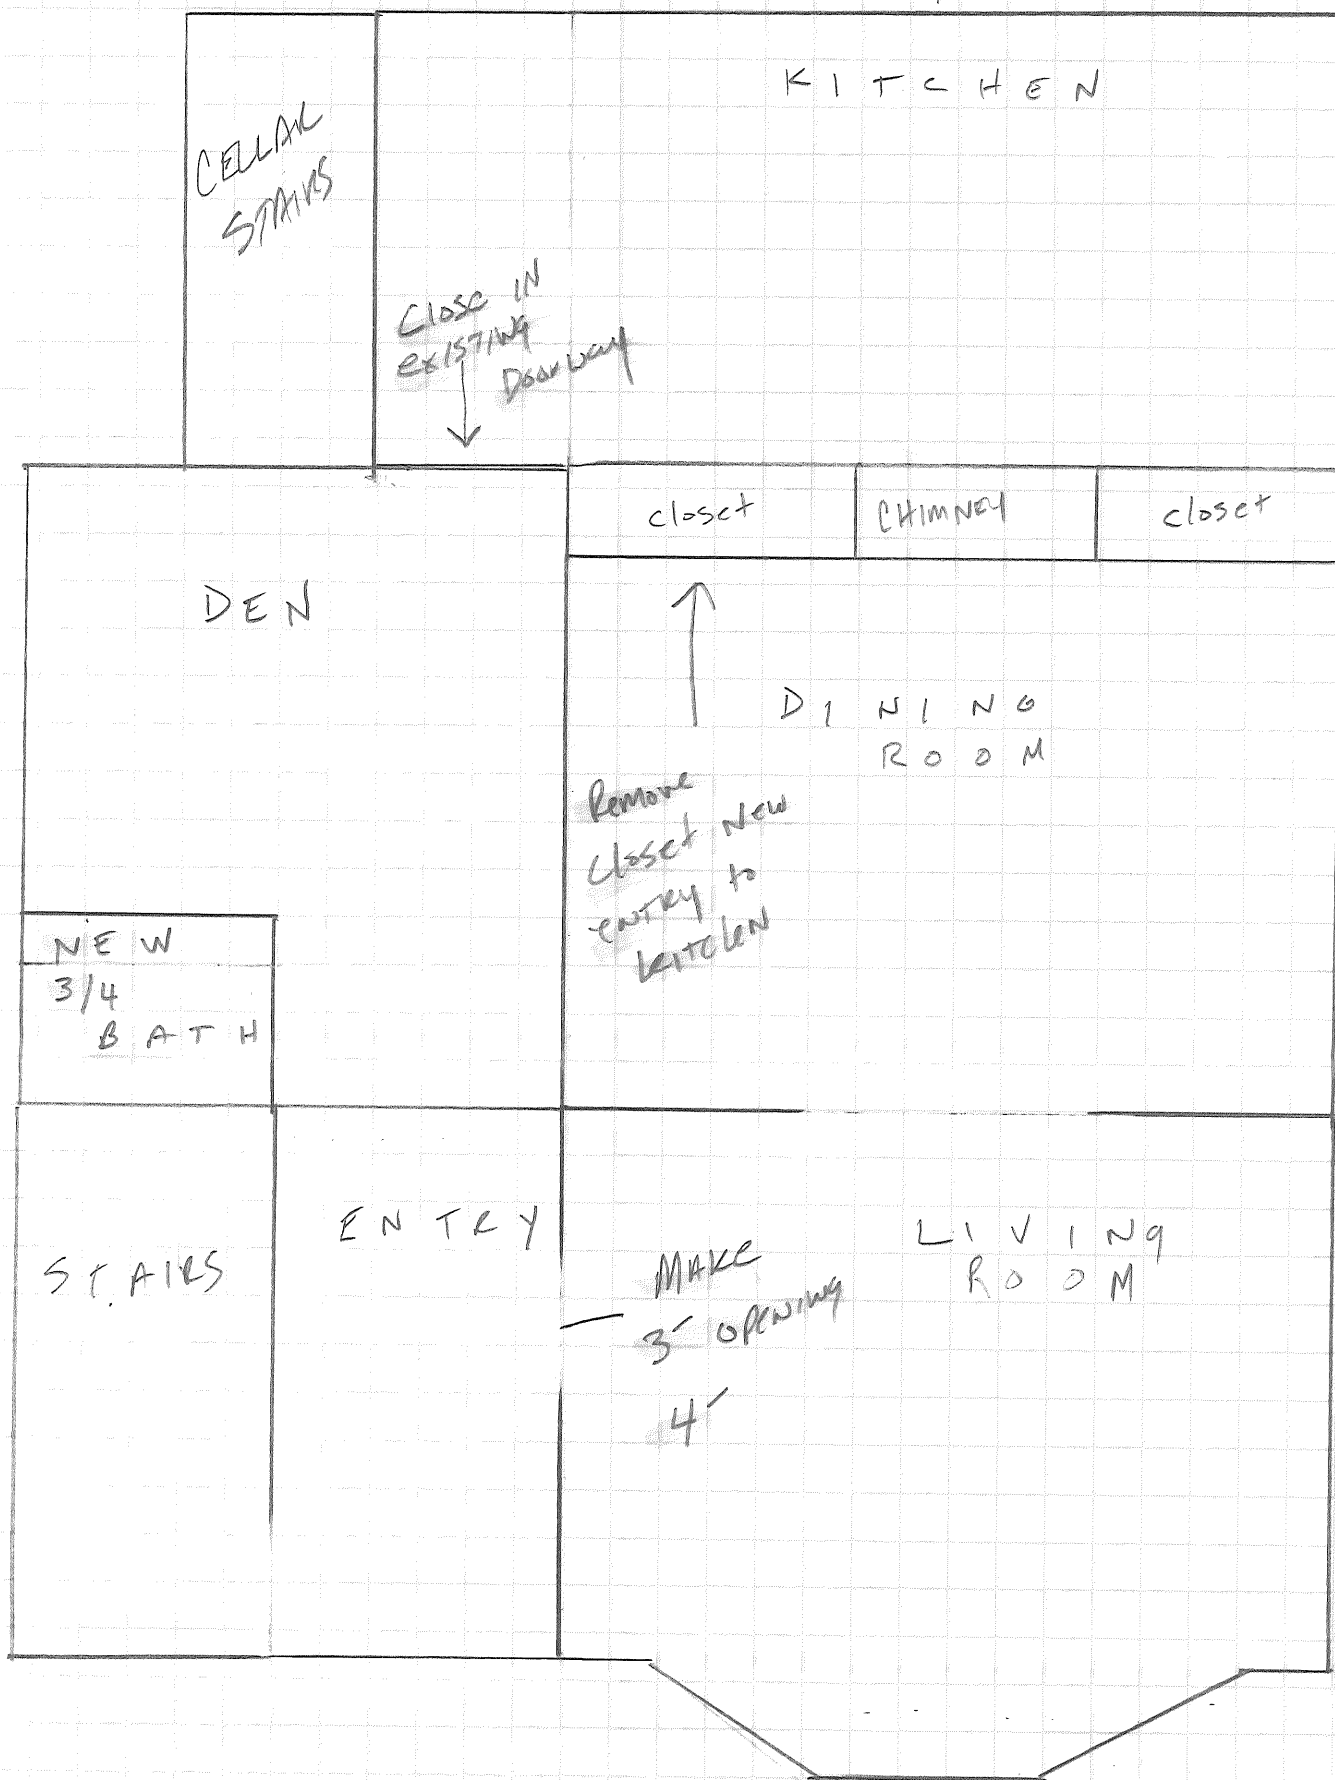 KITCHEN
CELLAR
STAIRS
Close IN
existing
Doorway
closet
CHIMNEY
closet
DEN
DINING
ROOM
Remove
closet New
entry to
kitchen
NEW
3/4
BATH
ENTRY
LIVING
ROOM
STAIRS
MAKE
3' opening
4'